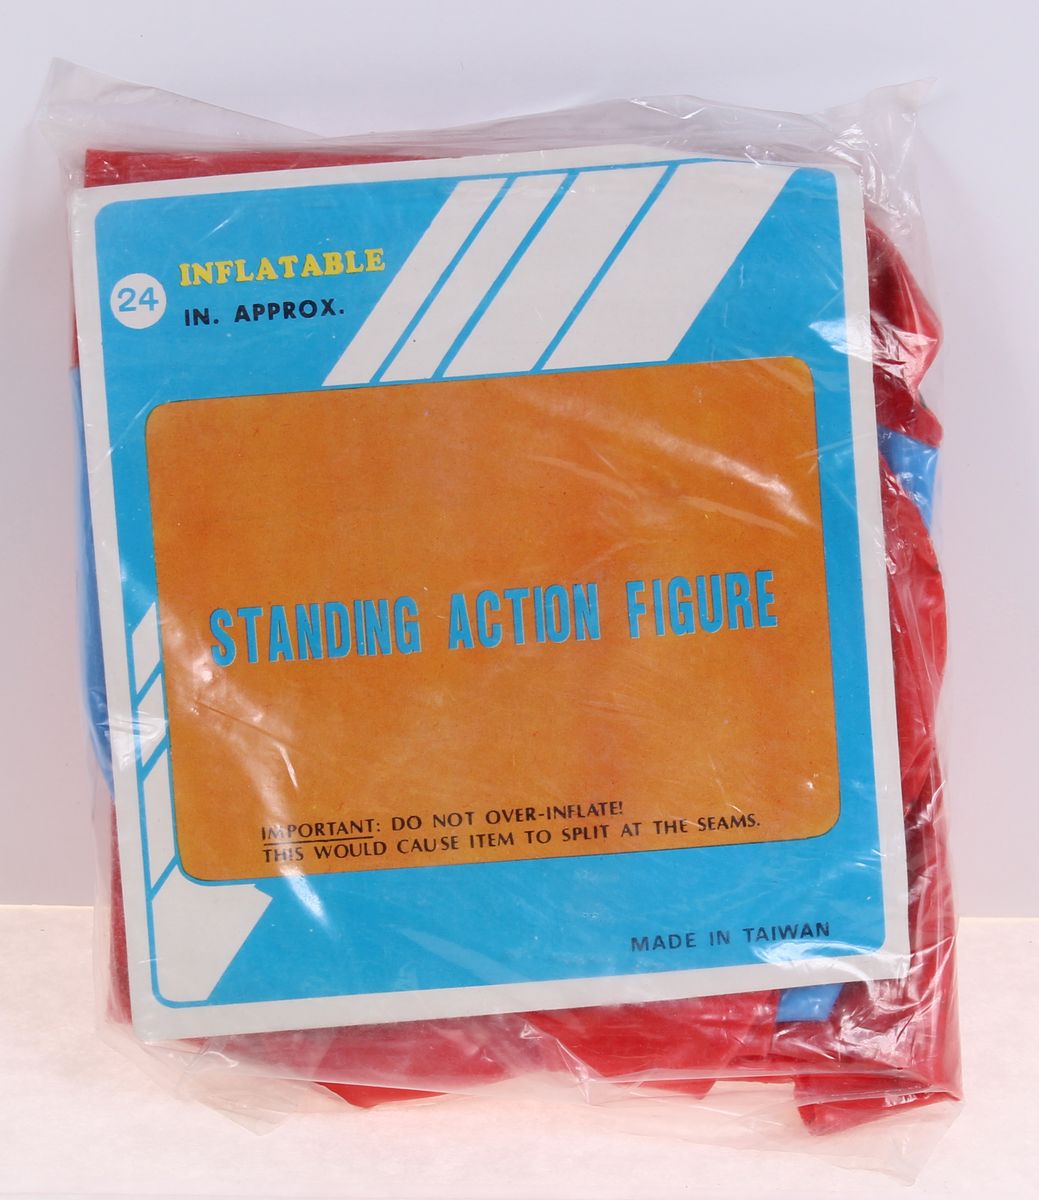 INFLATABLE
24 IN. APPROX.
STANDING ACTION FIGURE
IMPORTANT: DO NOT OVER-INFLATE!
THIS WOULD CAUSE ITEM TO SPLIT AT THE SEAMS.
MADE IN TAIWAN